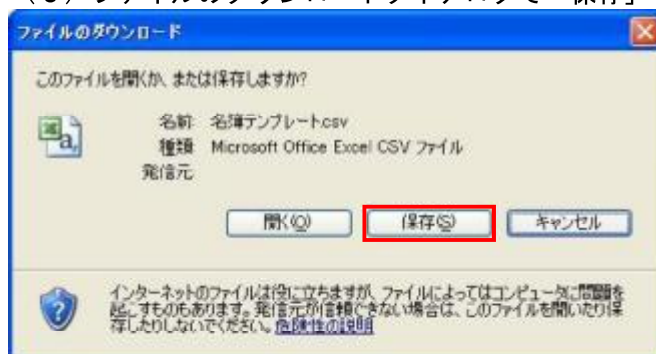 ファイルのダウンロード
このファイルを開くか、または保存しますか?
名前 名簿テンプレート.csv
種類 Microsoft Office Excel CSV ファイル
発信元
開く(O) 保存(S) キャンセル
インターネットのファイルは役に立ちますが、ファイルによってはコンピュータに問題を
起こすものもあります。発信元が信頼できない場合は、このファイルを開いたり保
存したりしないでください。危険性の説明